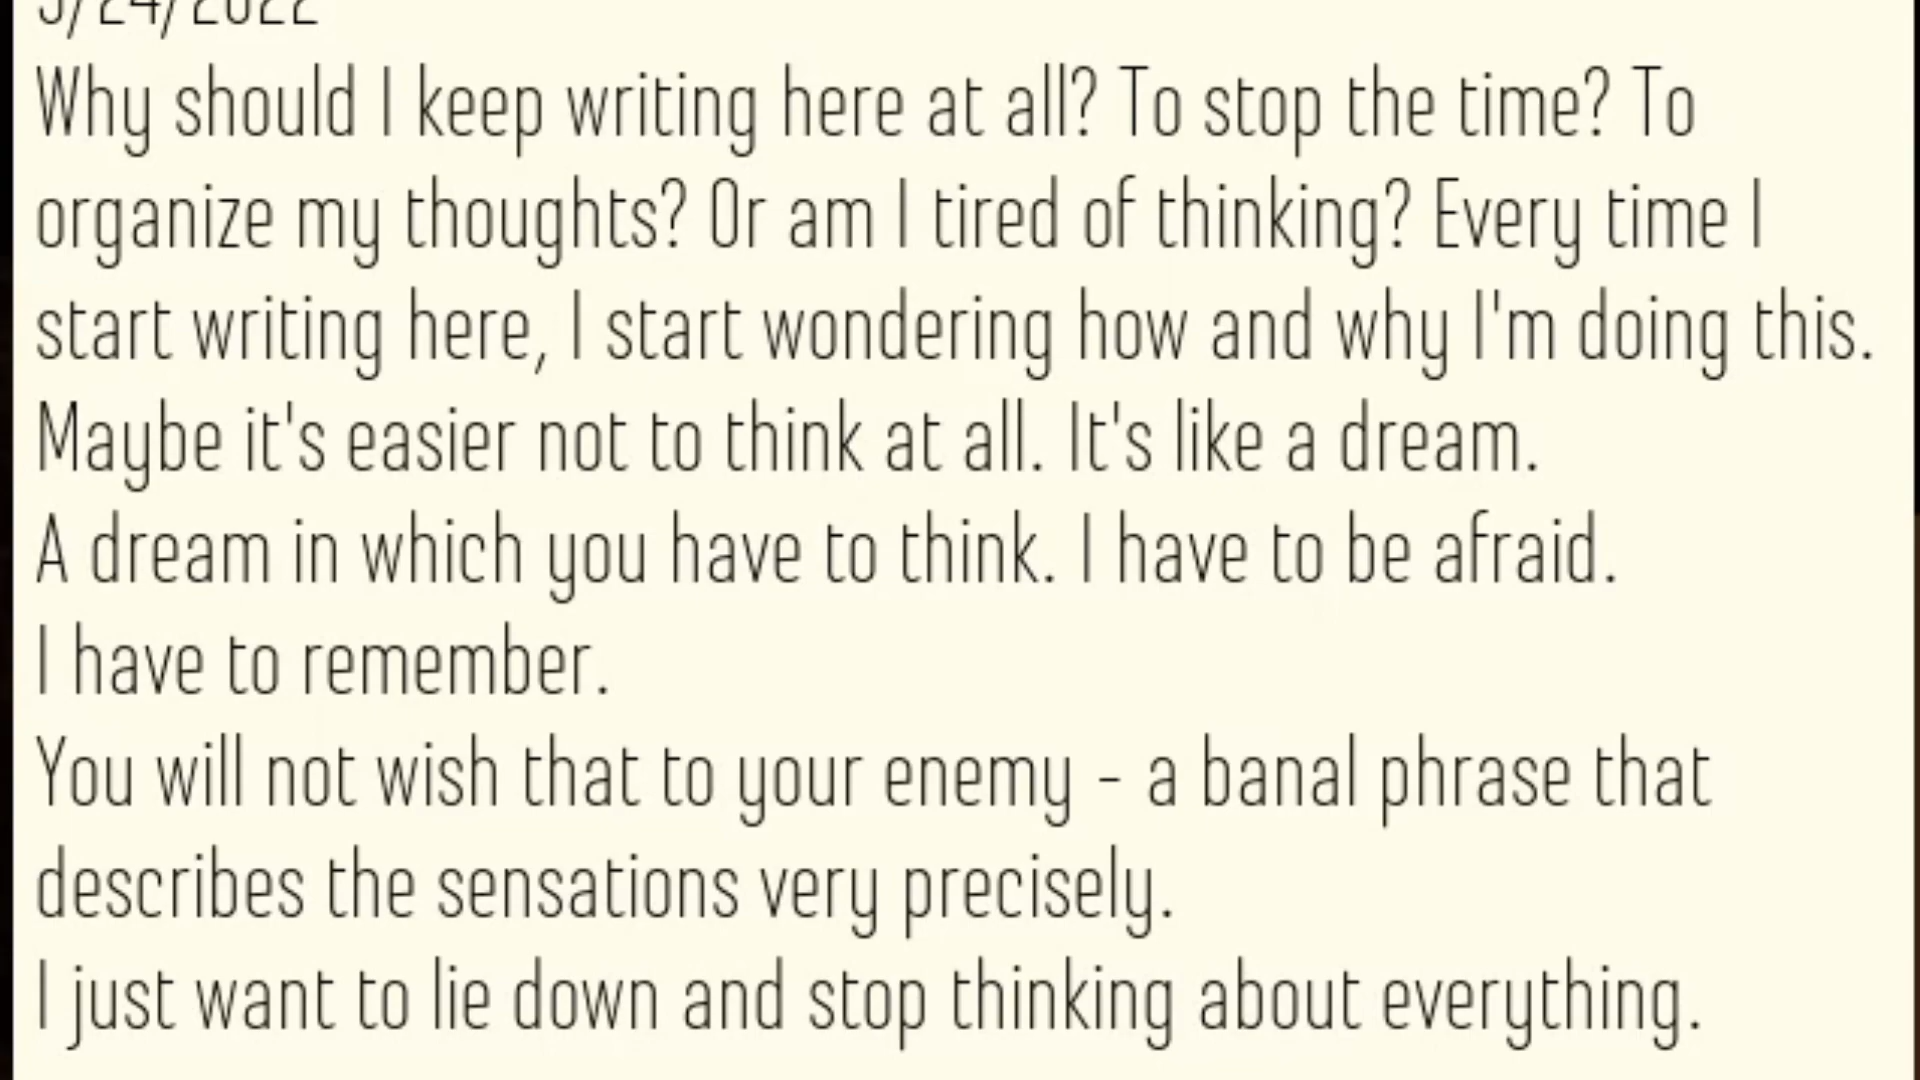 Why should I keep writing here at all? To stop the time? To
organize my thoughts? Or am I tired of thinking? Every time I
start writing here, I start wondering how and why I'm doing this.
Maybe it's easier not to think at all. It's like a dream.
A dream in which you have to think. I have to be afraid.
I have to remember.
You will not wish that to your enemy - a banal phrase that
describes the sensations very precisely.
I just want to lie down and stop thinking about everything.